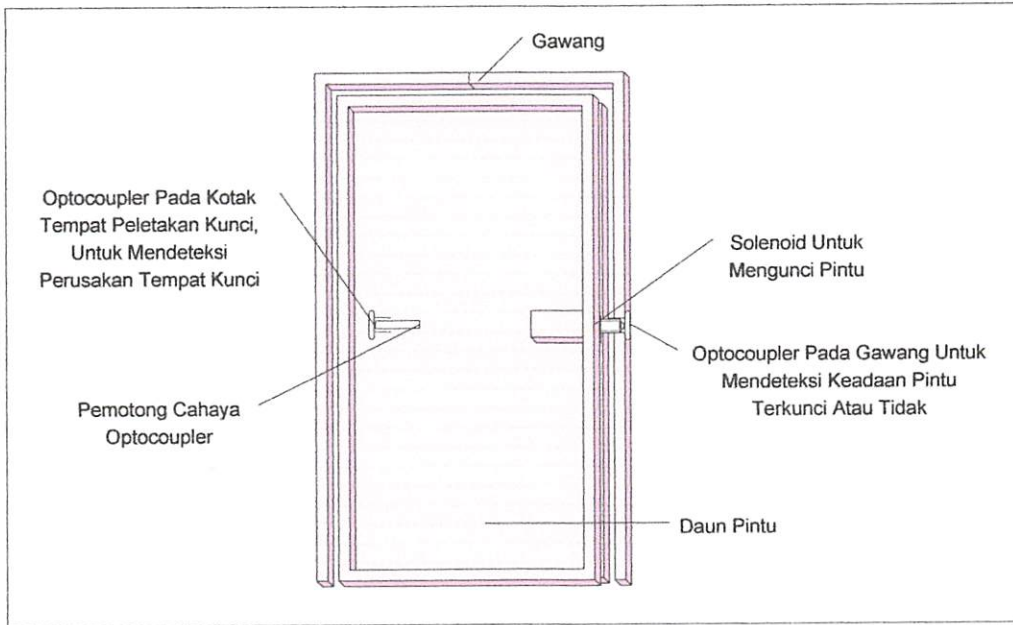 Gawang
Optocoupler Pada Kotak
Tempat Peletakan Kunci,
Untuk Mendeteksi
Perusakan Tempat Kunci
Solenoid Untuk
Mengunci Pintu
Optocoupler Pada Gawang Untuk
Mendeteksi Keadaan Pintu
Terkunci Atau Tidak
Pemotong Cahaya
Optocoupler
Daun Pintu